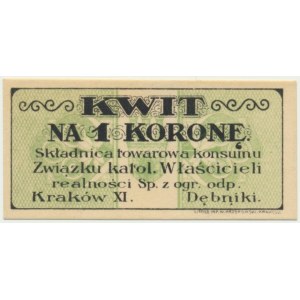 KWIT
NA 1 KORONĘ.
Składnica towarowa konsumu
Związku katol. Właścicieli
realności Sp. z ogr. odp.
Kraków XI. Dębniki.